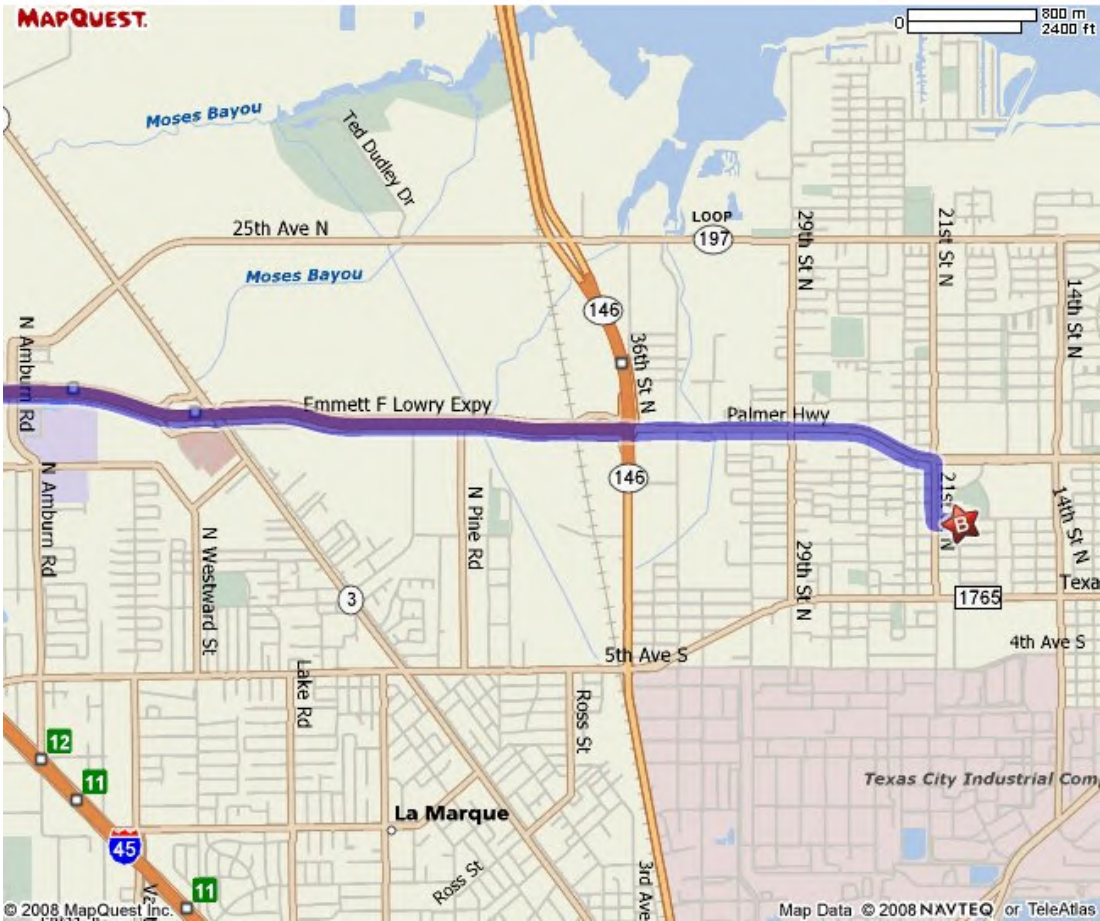 MAPQUEST.
0
800 m
2400 ft
Moses Bayou
Ted Dudley Dr
25th Ave N
LOOP
197
29th St N
21st St N
14th St N
Moses Bayou
146
36th St N
N Amburn Rd
Emmett F Lowry Expy
Palmer Hwy
146
N Amburn Rd
N Pine Rd
21st
N
B
14th St N
N Westward St
29th St N
3
1765
Texa
4th Ave S
5th Ave S
Lake Rd
Ross St
12
11
Texas City Industrial Com
La Marque
45
Ross St
3rd Ave
11
© 2008 MapQuest Inc.
Map Data © 2008 NAVTEQ or TeleAtlas